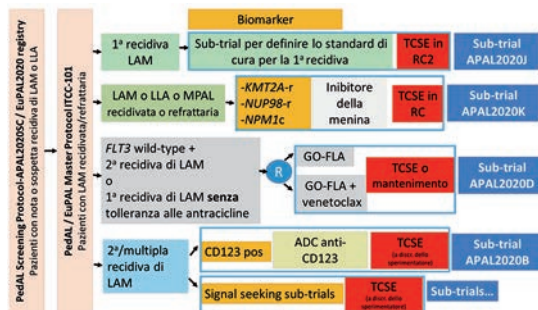 Biomarker
PedAL Screening Protocol-APAL2020SC / EuPAL2020 registry
Pazienti con nota o sospetta recidiva di LAM o LLA
PedAL / EuPAL Master Protocol ITCC-101
Pazienti con LAM recidivata/refrattaria
1ª recidiva
LAM
Sub-trial per definire lo standard di
cura per la 1ª recidiva
TCSE in
RC2
Sub-trial
APAL2020J
LAM o LLA o MPAL
recidivata o refrattaria
-KMT2A-r
-NUP98-r
-NPM1c
Inibitore
della
menina
TCSE in
RC
Sub-trial
APAL2020K
FLT3 wild-type +
2ª recidiva di LAM
o
1ª recidiva di LAM senza
tolleranza alle antracicline
R
GO-FLA
GO-FLA +
venetoclax
TCSE o
mantenimento
Sub-trial
APAL2020D
2ª/multipla
recidiva di
LAM
CD123 pos
ADC anti-
CD123
TCSE
(a discr. dello
sperimentatore)
Sub-trial
APAL2020B
Signal seeking sub-trials
TCSE
(a discr. dello
sperimentatore)
Sub-trials...